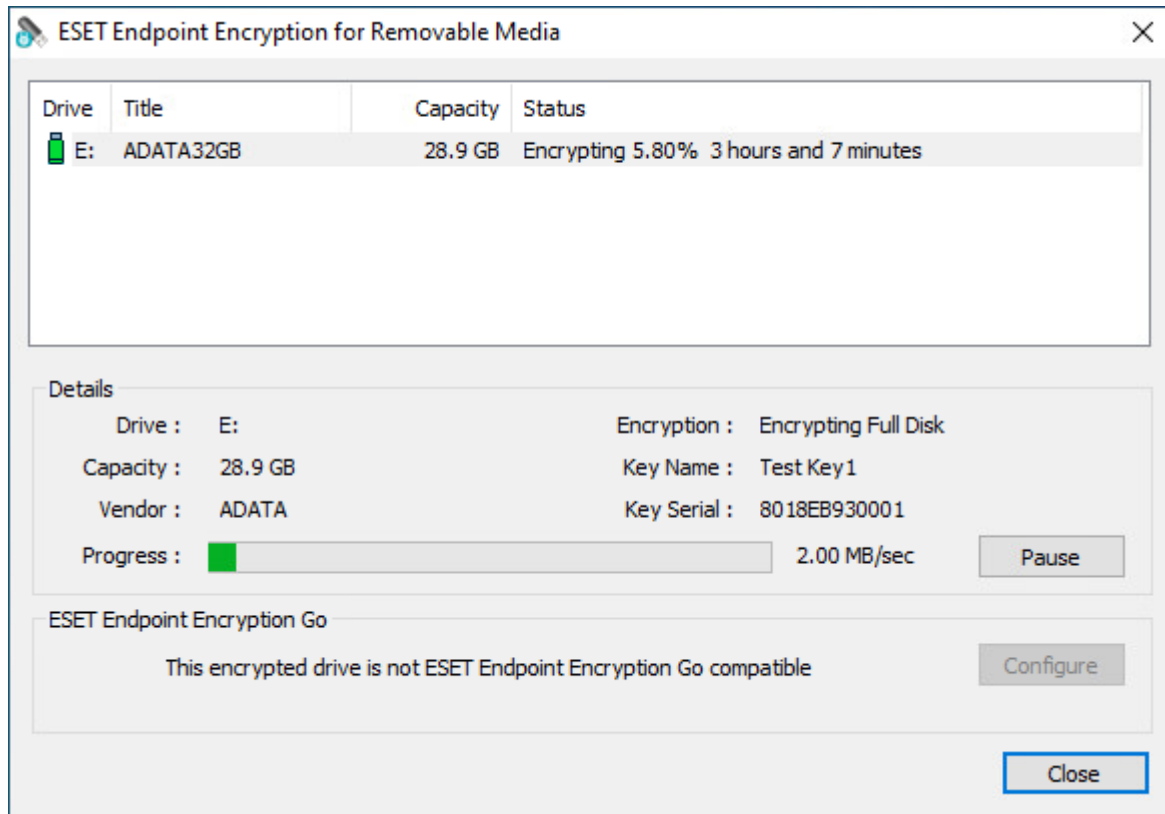 ESET Endpoint Encryption for Removable Media
Drive Title Capacity Status
E: ADATA32GB 28.9 GB Encrypting 5.80% 3 hours and 7 minutes
Details
Drive : E: Encryption : Encrypting Full Disk
Capacity : 28.9 GB Key Name : Test Key1
Vendor : ADATA Key Serial : 8018EB930001
Progress : 2.00 MB/sec Pause
ESET Endpoint Encryption Go
This encrypted drive is not ESET Endpoint Encryption Go compatible Configure
Close